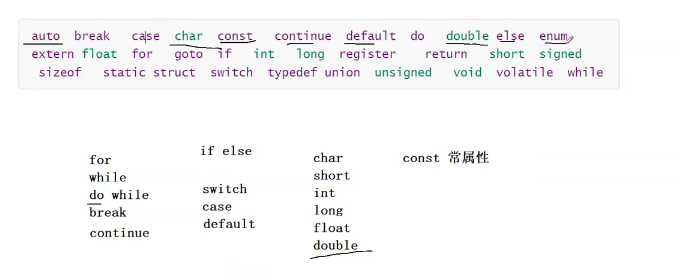 auto break case char const continue default do double else enum
extern float for goto if int long register return short signed
sizeof static struct switch typedef union unsigned void volatile while
for
while
do while
break
continue
if else
switch
case
default
char
short
int
long
float
double
const 常属性